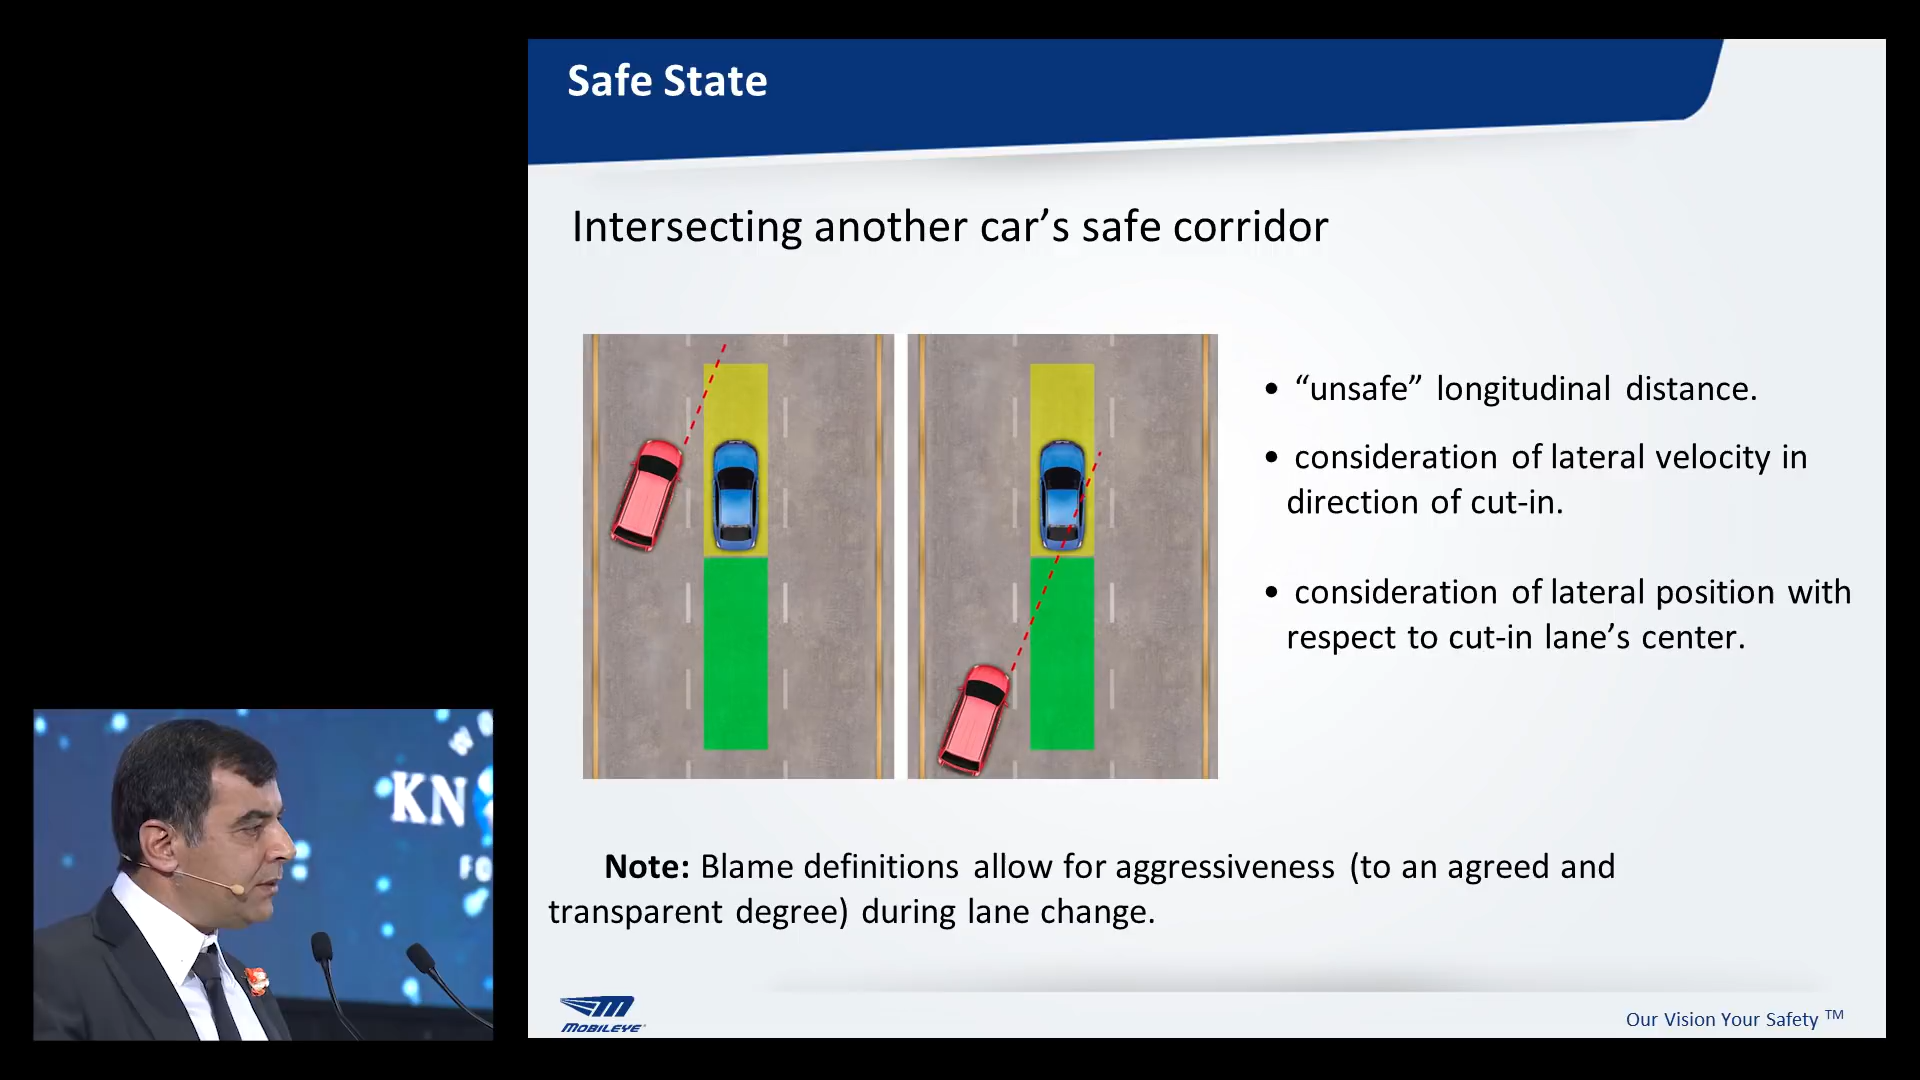 Safe State
Intersecting another car’s safe corridor
• “unsafe” longitudinal distance.
• consideration of lateral velocity in
direction of cut-in.
• consideration of lateral position with
respect to cut-in lane’s center.
Note: Blame definitions allow for aggressiveness (to an agreed and
transparent degree) during lane change.
MOBILEYE
Our Vision Your Safety TM
KN
FO